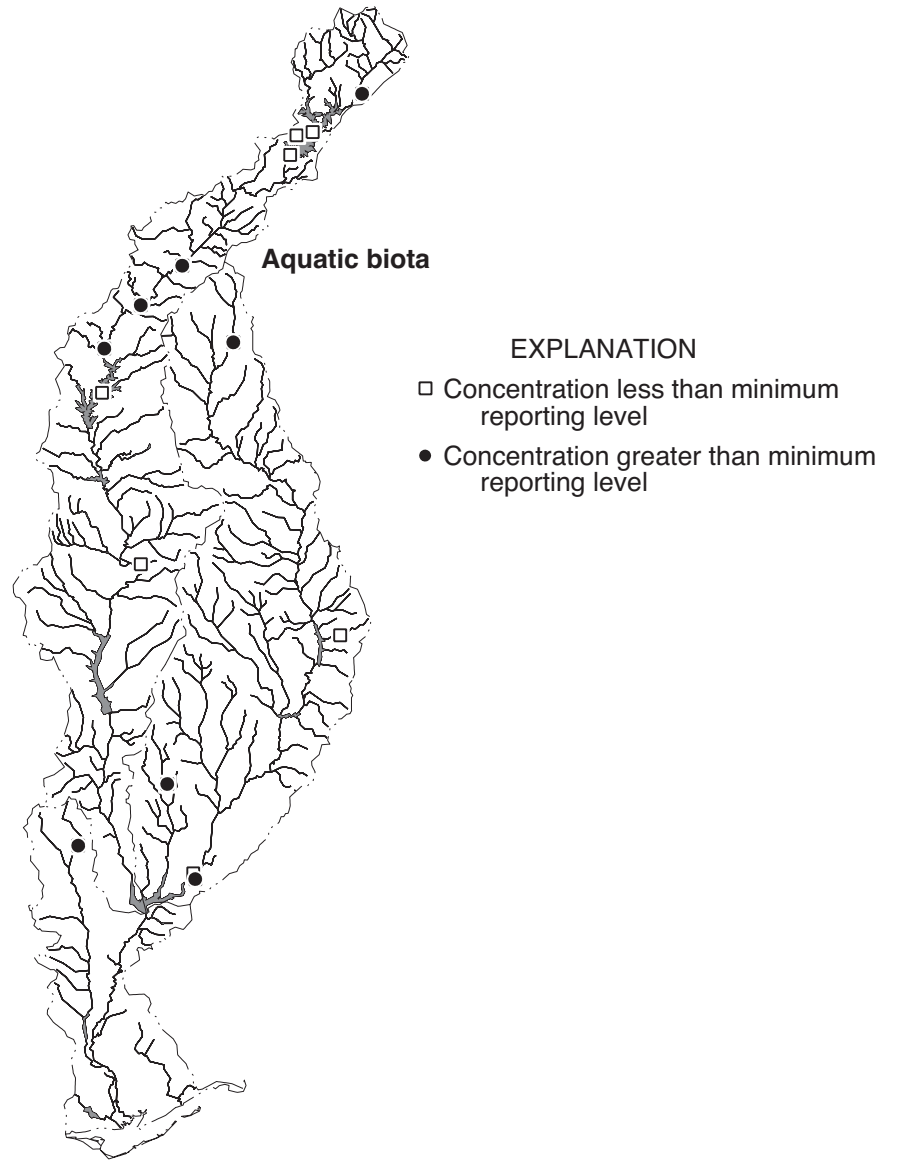 Aquatic biota
EXPLANATION
Concentration less than minimum
reporting level
Concentration greater than minimum
reporting level